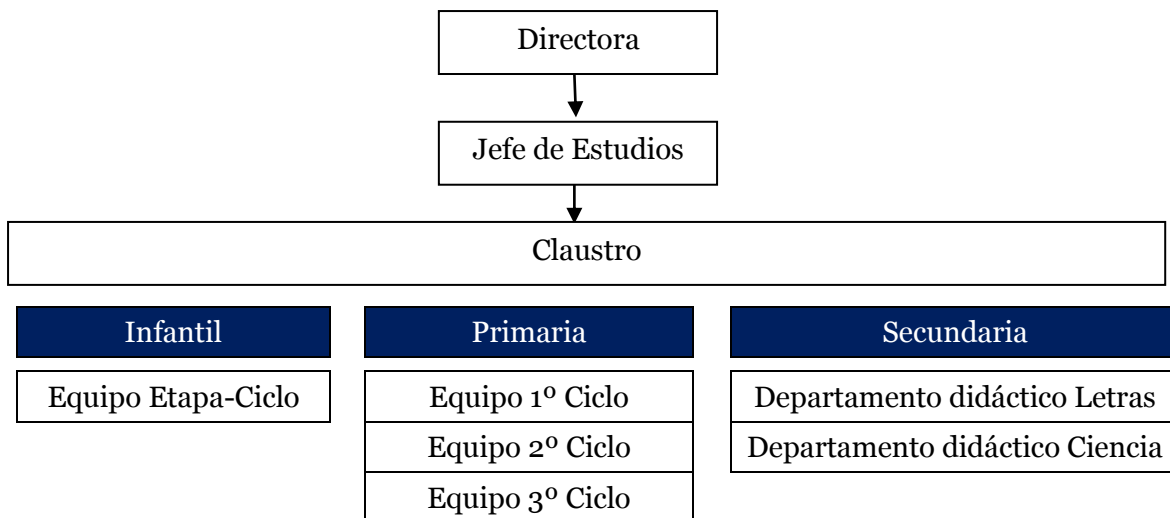 Directora
Jefe de Estudios
Claustro
Infantil
Equipo Etapa-Ciclo
Primaria
Equipo 1º Ciclo
Equipo 2º Ciclo
Equipo 3º Ciclo
Secundaria
Departamento didáctico Letras
Departamento didáctico Ciencia